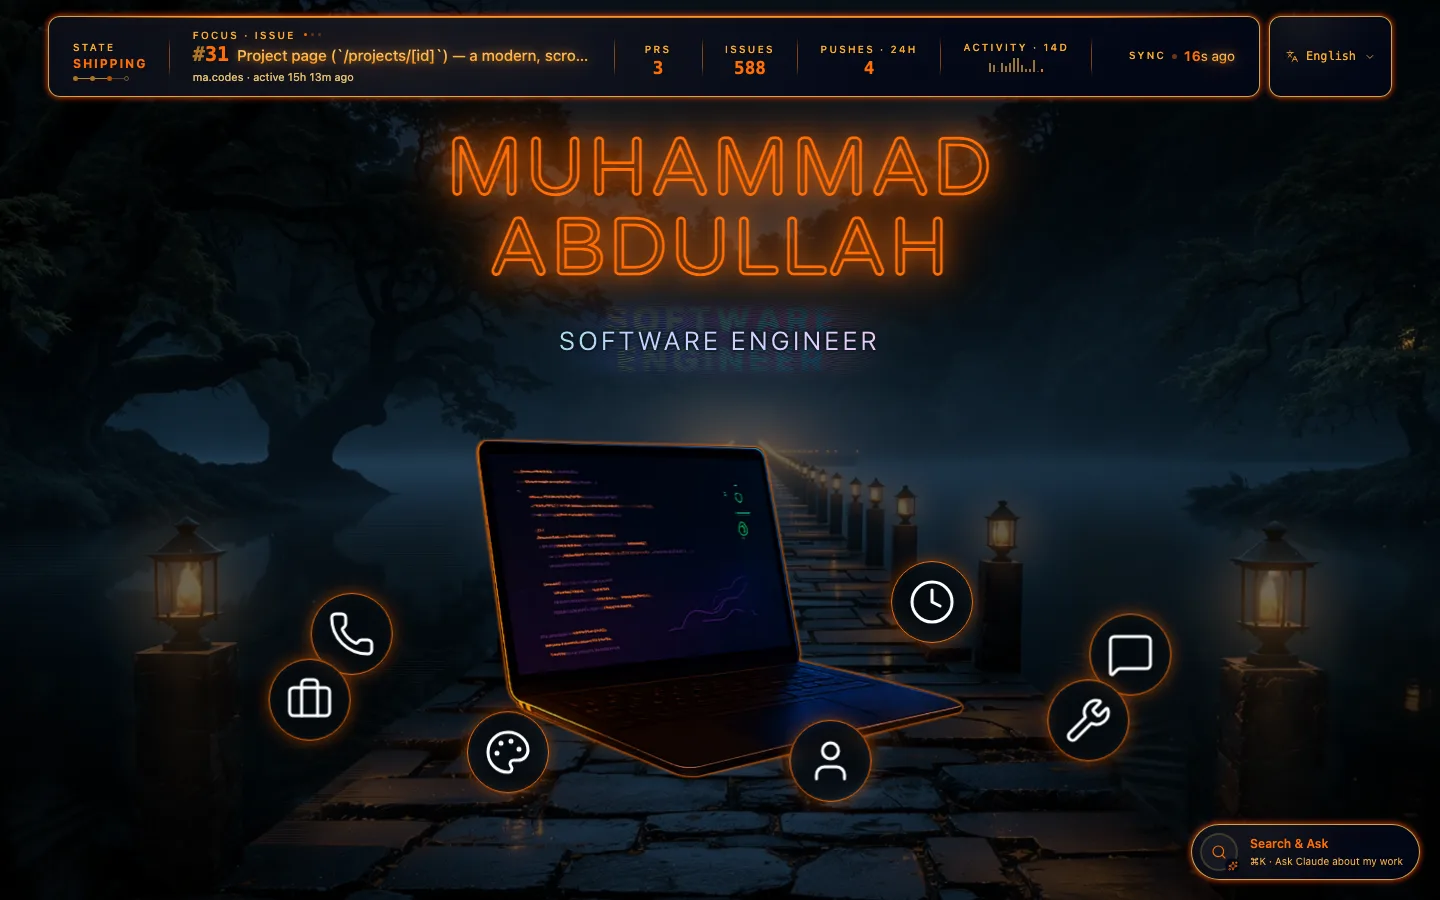 STATE
SHIPPING
FOCUS · ISSUE
#31 Project page (`/projects/[id]`) — a modern, scro...
ma.codes · active 15h 13m ago
PRS
3
ISSUES
588
PUSHES · 24H
4
ACTIVITY · 14D
SYNC 16s ago
English
MUHAMMAD
ABDULLAH
SOFTWARE ENGINEER
SOFTWARE
ENGINEER
Search & Ask
⌘K · Ask Claude about my work